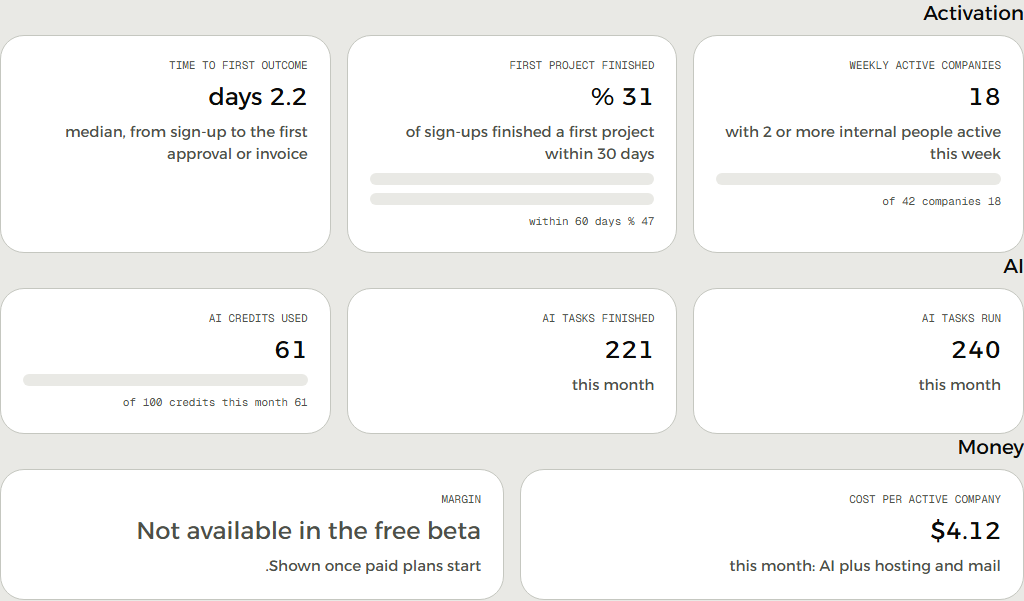 Activation
WEEKLY ACTIVE COMPANIES
18
with 2 or more internal people active
this week
of 42 companies 18
FIRST PROJECT FINISHED
% 31
of sign-ups finished a first project
within 30 days
within 60 days % 47
TIME TO FIRST OUTCOME
days 2.2
median, from sign-up to the first
approval or invoice
AI
AI TASKS RUN
240
this month
AI TASKS FINISHED
221
this month
AI CREDITS USED
61
of 100 credits this month 61
Money
COST PER ACTIVE COMPANY
$4.12
this month: AI plus hosting and mail
MARGIN
Not available in the free beta
.Shown once paid plans start